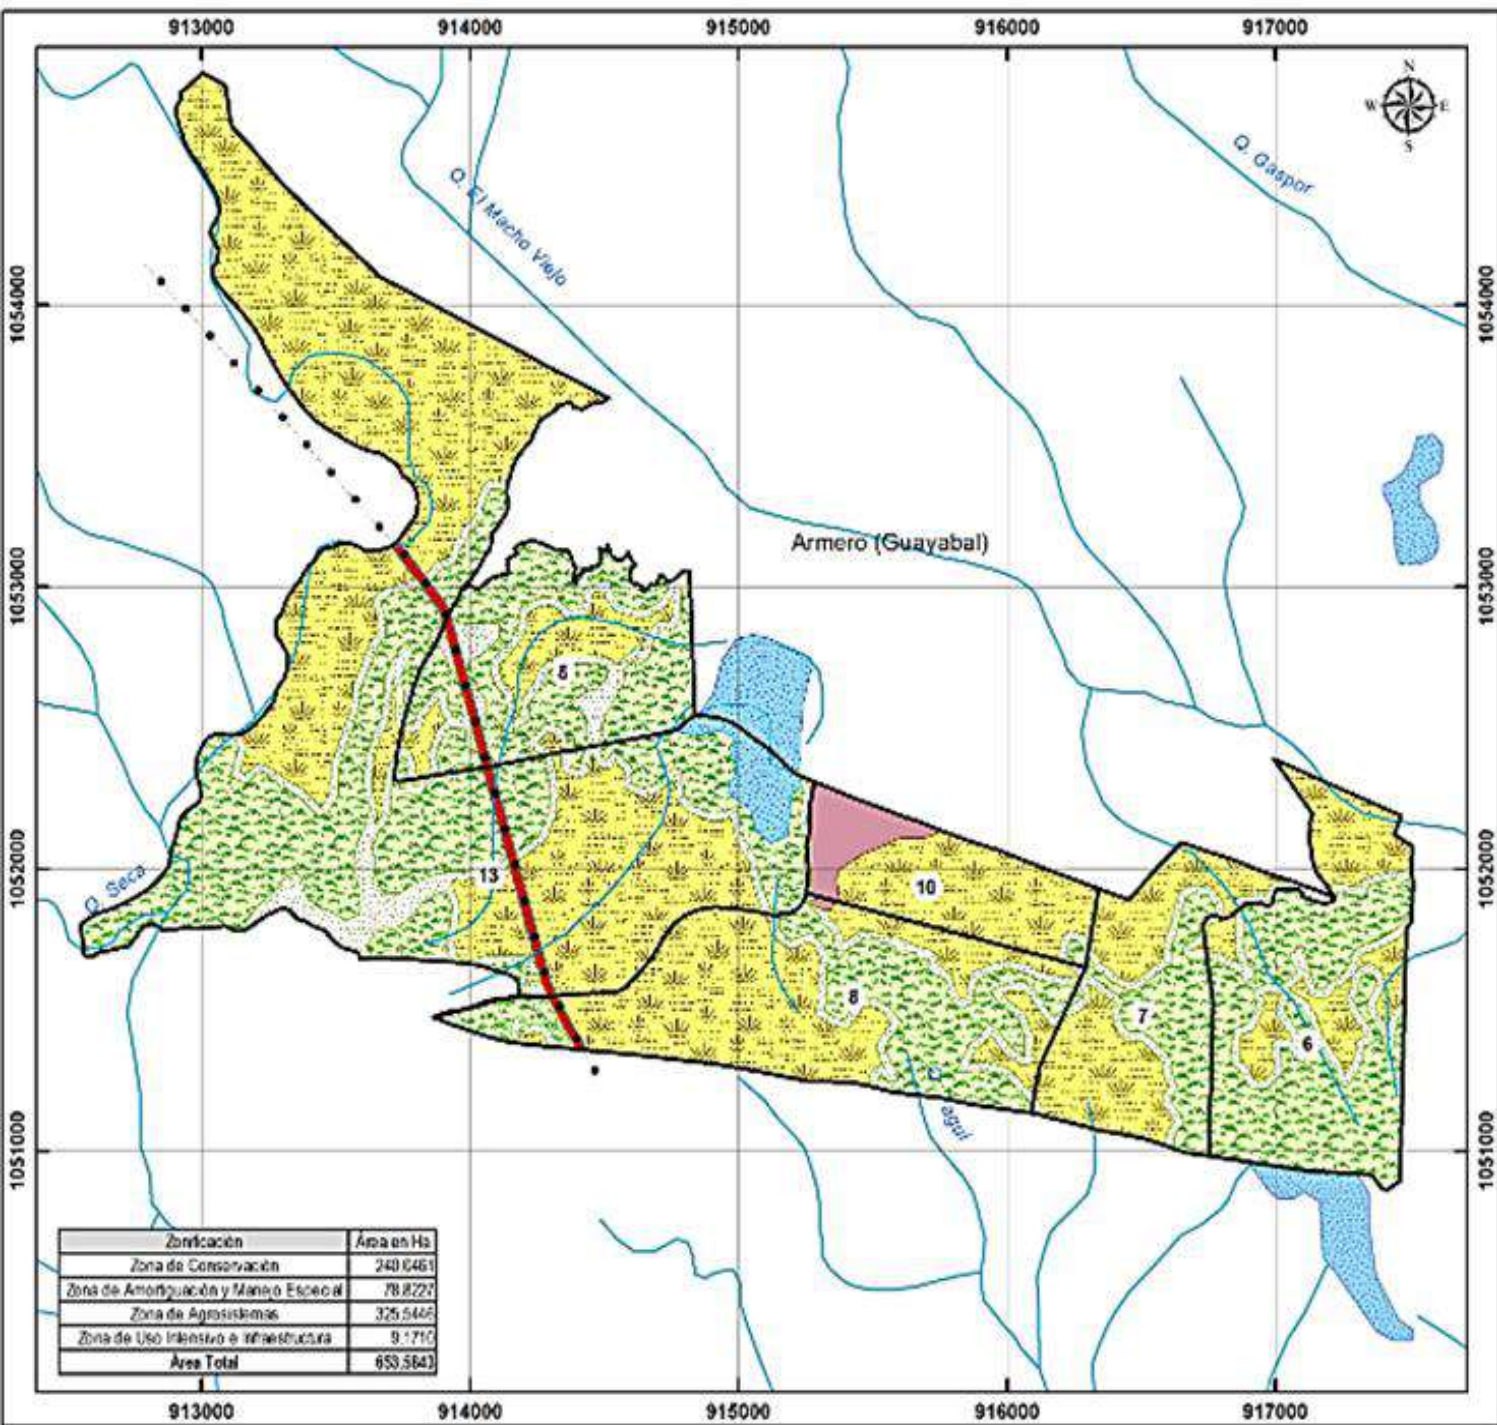 913000 914000 915000 916000 917000
N
W E
S
Q. Gaspor
Q. El Macho Viejo
1054000 1054000
Armero (Guayabal)
1053000 1053000
5
Q. Seca
13
10
1052000 1052000
8
7
6
agui
1051000 1051000
Zonificación Área en Ha
Zona de Conservación
Zona de Amortiguación y Manejo Especial 78.8227
Zona de Agrosistemas 325.5446
Zona de Uso Intensivo e Infraestructura 9.1710
Área Total 653.5843
913000 914000 915000 916000 917000